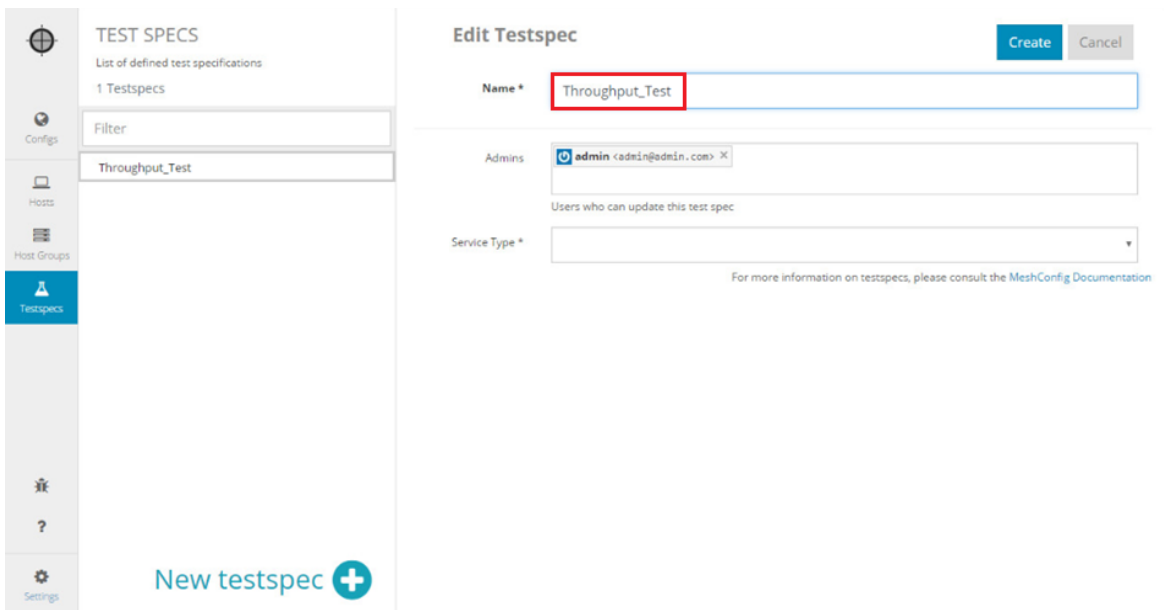 TEST SPECS
List of defined test specifications
1 Testspecs
Filter
Throughput_Test
Configs
Hosts
Host Groups
Testspecs
?
Settings
New testspec
Edit Testspec
Create
Cancel
Name *
Throughput_Test
Admins
admin <admin@admin.com> ×
Users who can update this test spec
Service Type *
For more information on testspecs, please consult the MeshConfig Documentation